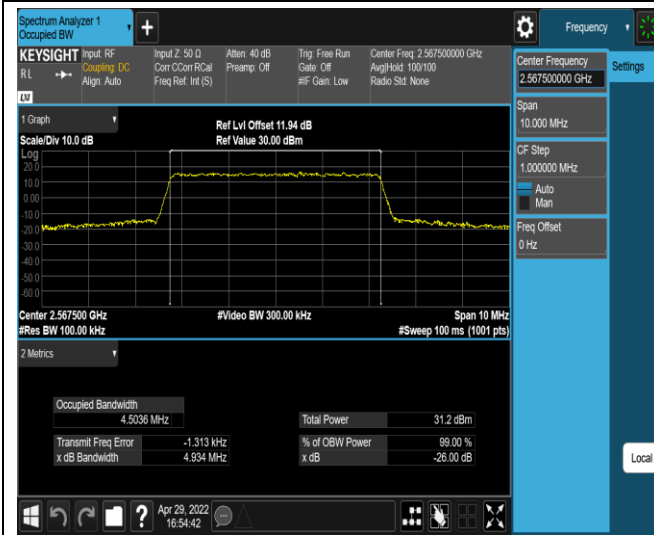 Spectrum Analyzer 1
Occupied BW
Frequency
KEYSIGHT
RL
LXI
Input: RF
Coupling: DC
Align: Auto
Input Z: 50 Ω
Corr CCorr RCal
Freq Ref: Int (S)
Atten: 40 dB
Preamp: Off
Trig: Free Run
Gate: Off
#IF Gain: Low
Center Freq: 2.567500000 GHz
Avg|Hold: 100/100
Radio Std: None
Center Frequency
2.567500000 GHz
Settings
Span
10.000 MHz
CF Step
1.000000 MHz
Auto
Man
Freq Offset
0 Hz
1 Graph
Scale/Div 10.0 dB
Ref Lvl Offset 11.94 dB
Ref Value 30.00 dBm
Log
20.0
10.0
0.00
-10.0
-20.0
-30.0
-40.0
-50.0
-60.0
Center 2.567500 GHz
#Video BW 300.00 kHz
Span 10 MHz
#Res BW 100.00 kHz
#Sweep 100 ms (1001 pts)
2 Metrics
Occupied Bandwidth
4.5036 MHz
Total Power 31.2 dBm
Transmit Freq Error -1.313 kHz
% of OBW Power 99.00 %
x dB Bandwidth 4.934 MHz
x dB -26.00 dB
Local
?
Apr 29, 2022
16:54:42